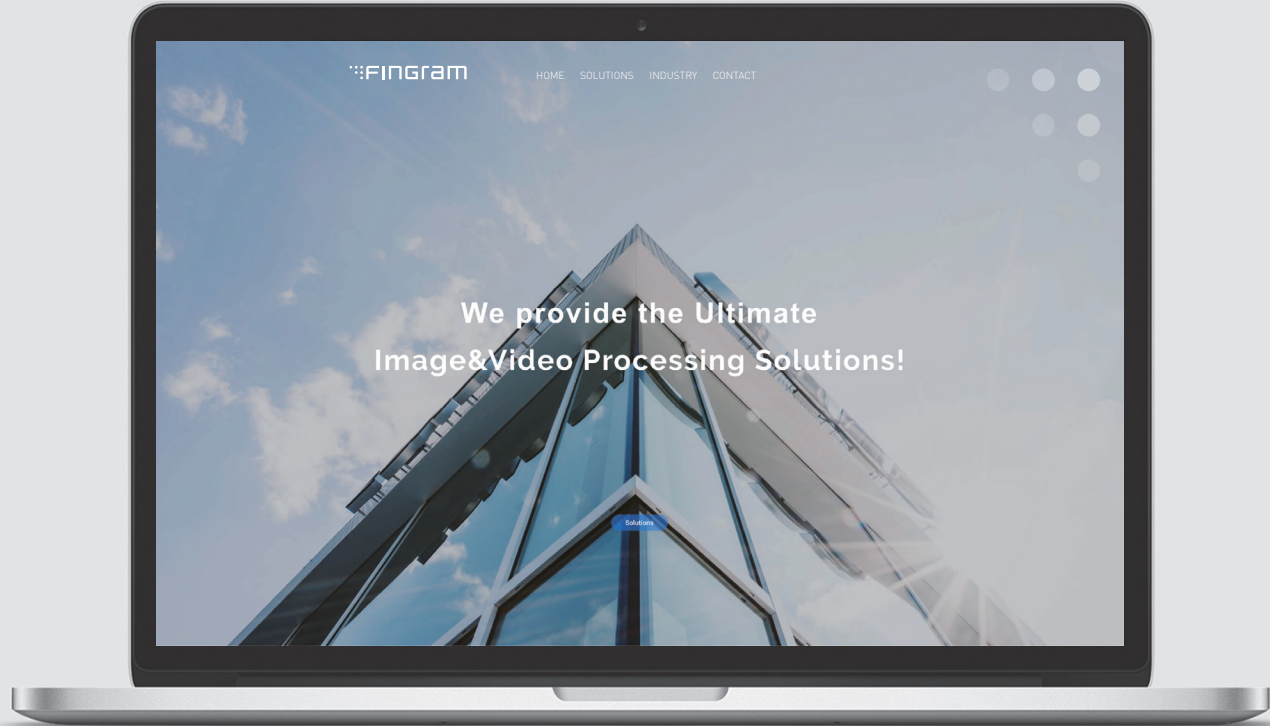 FINGram
HOME SOLUTIONS INDUSTRY CONTACT
We provide the Ultimate
Image&Video Processing Solutions!
Solutions